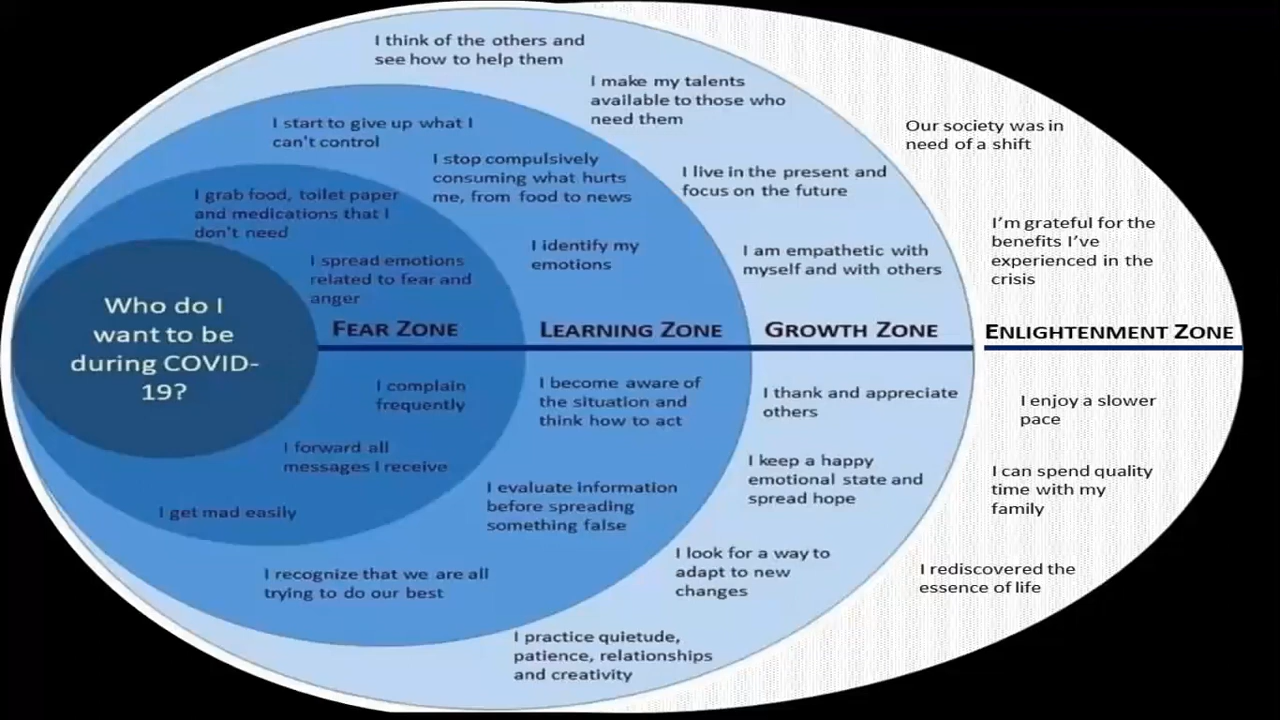 Who do I
want to be
during COVID-
19?
FEAR ZONE
I grab food, toilet paper
and medications that I
don't need
I spread emotions
related to fear and
anger
I complain
frequently
I forward all
messages I receive
I get mad easily
LEARNING ZONE
I start to give up what I
can't control
I stop compulsively
consuming what hurts
me, from food to news
I identify my
emotions
I become aware of
the situation and
think how to act
I evaluate information
before spreading
something false
I recognize that we are all
trying to do our best
GROWTH ZONE
I think of the others and
see how to help them
I make my talents
available to those who
need them
I live in the present and
focus on the future
I am empathetic with
myself and with others
I thank and appreciate
others
I keep a happy
emotional state and
spread hope
I look for a way to
adapt to new
changes
I practice quietude,
patience, relationships
and creativity
ENLIGHTENMENT ZONE
Our society was in
need of a shift
I’m grateful for the
benefits I’ve
experienced in the
crisis
I enjoy a slower
pace
I can spend quality
time with my
family
I rediscovered the
essence of life